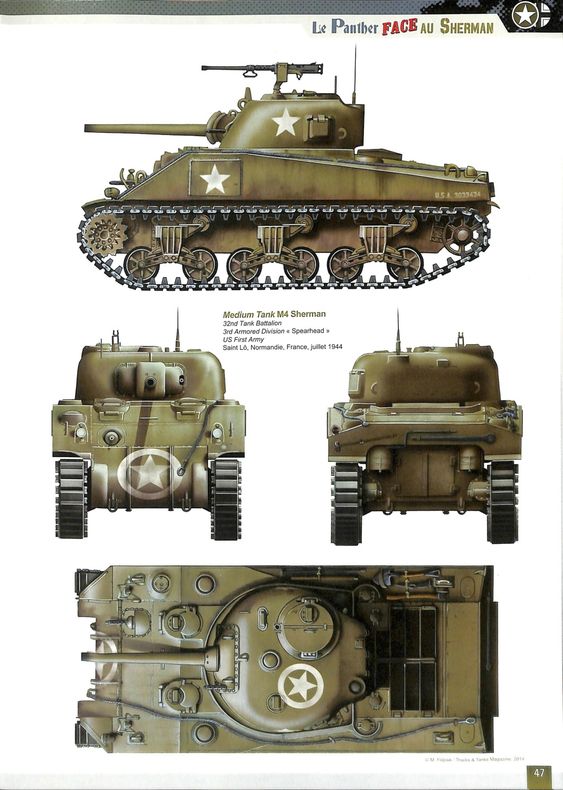 Le Panther FACE AU SHERMAN
U.S.A. 3039434
Medium Tank M4 Sherman
32nd Tank Battalion
3rd Armored Division « Spearhead »
US First Army
Saint Lô, Normandie, France, juillet 1944
Trucks & Tanks Magazine, 2014
47